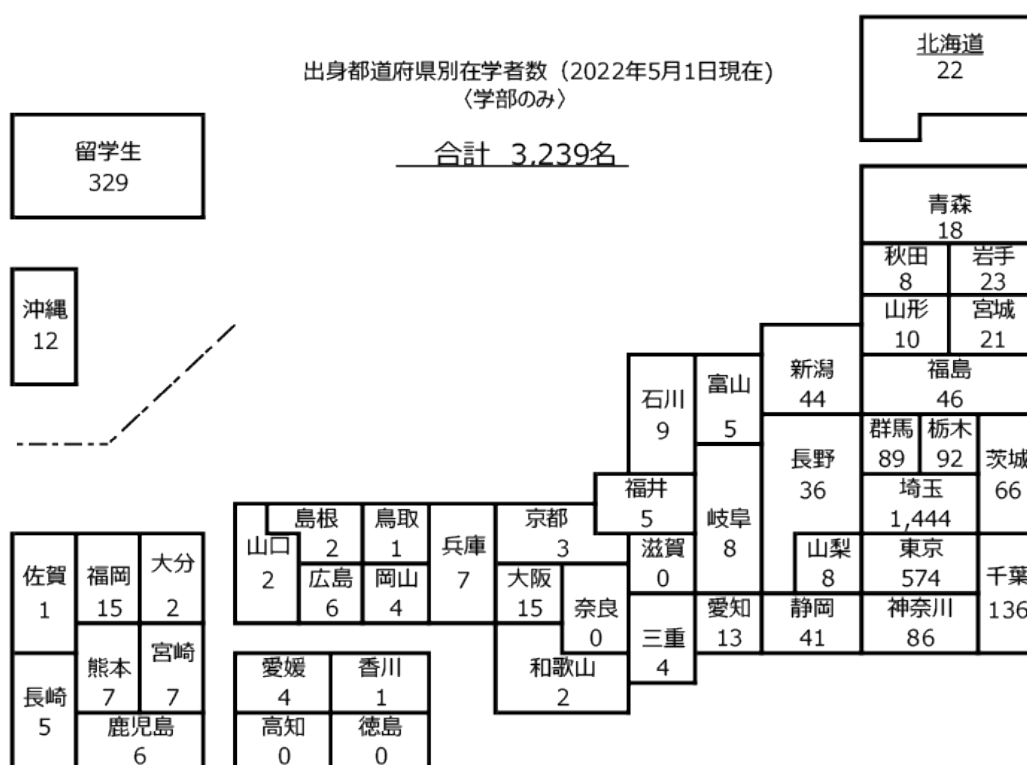 出身都道府県別在学者数（2022年5月1日現在)
〈学部のみ〉
合計 3,239名
北海道
22
留学生
329
青森
18
秋田
8
岩手
23
沖縄
12
山形
10
宮城
21
新潟
44
福島
46
石川
9
富山
5
群馬
89
栃木
92
長野
36
茨城
66
福井
5
岐阜
8
埼玉
1,444
島根
2
鳥取
1
京都
3
山口
2
兵庫
7
滋賀
0
山梨
8
東京
574
千葉
136
佐賀
1
福岡
15
大分
2
広島
6
岡山
4
大阪
15
奈良
0
三重
4
愛知
13
静岡
41
神奈川
86
熊本
7
宮崎
7
和歌山
2
愛媛
4
香川
1
長崎
5
鹿児島
6
高知
0
徳島
0